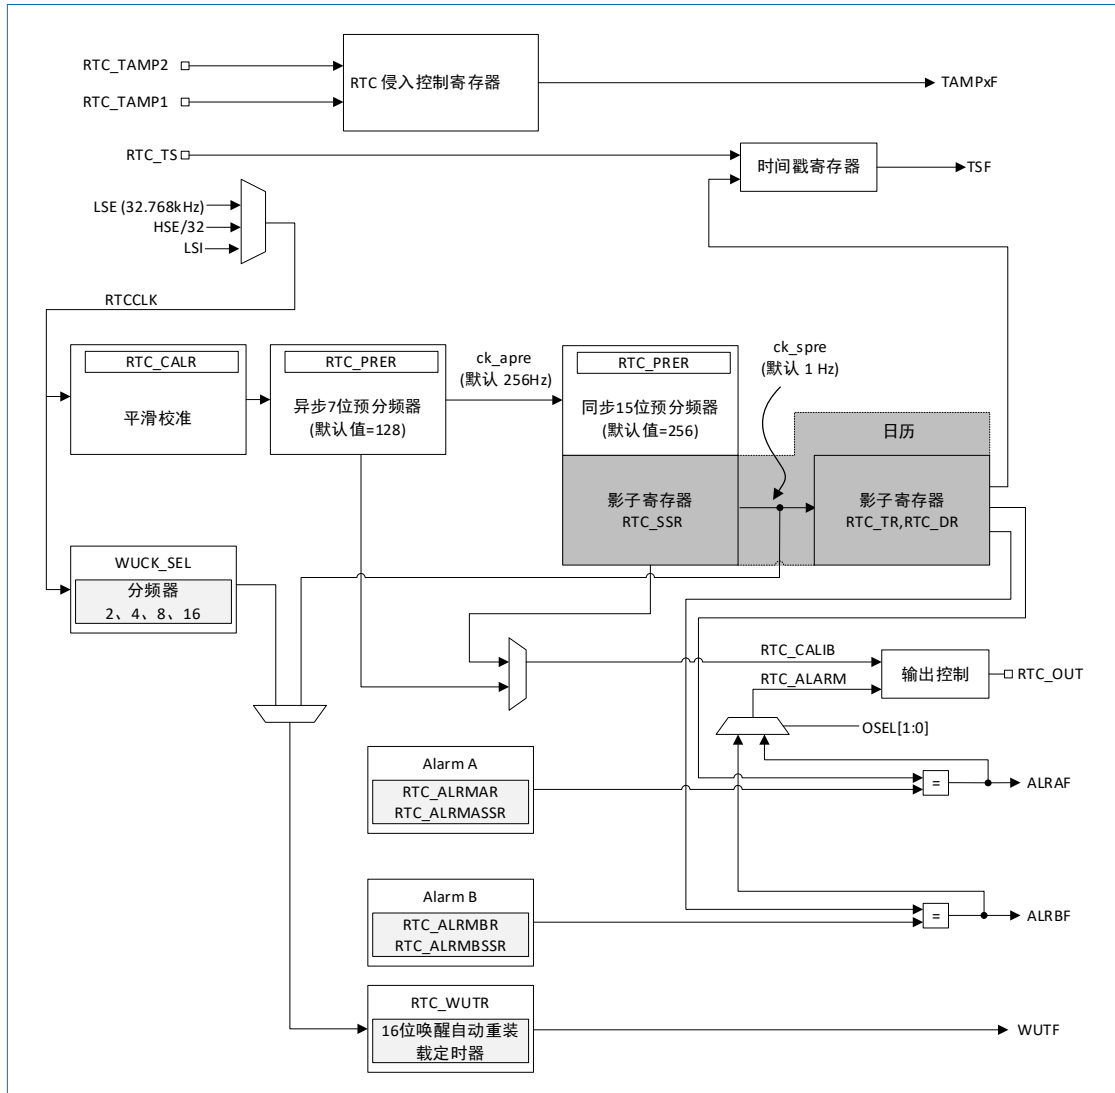 RTC_TAMP2
RTC_TAMP1
RTC 侵入控制寄存器
TAMPxF
RTC_TS
时间戳寄存器
TSF
LSE (32.768kHz)
HSE/32
LSI
RTCCLK
RTC_CALR
平滑校准
RTC_PRER
异步7位预分频器
(默认值=128)
ck_apre
(默认 256Hz)
RTC_PRER
同步15位预分频器
(默认值=256)
ck_spre
(默认 1 Hz)
日历
影子寄存器
RTC_SSR
影子寄存器
RTC_TR,RTC_DR
WUCK_SEL
分频器
2、4、8、16
RTC_CALIB
RTC_ALARM
输出控制
RTC_OUT
OSEL[1:0]
Alarm A
RTC_ALRMAR
RTC_ALRMASSR
=
ALRAF
Alarm B
RTC_ALRMBR
RTC_ALRMBSSR
=
ALRBF
RTC_WUTR
16位唤醒自动重装
载定时器
WUTF